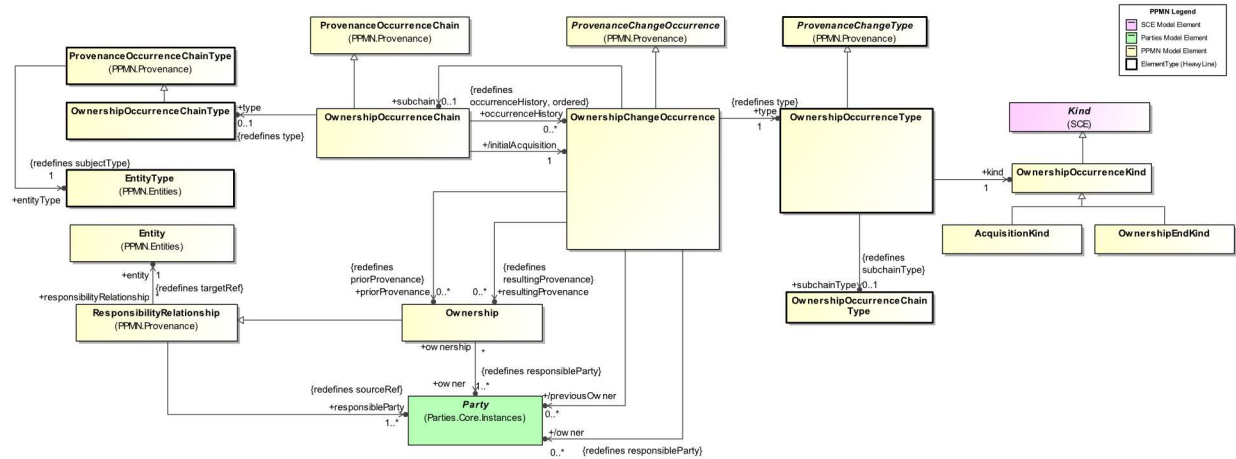 ProvenanceOccurrenceChain
(PPMN.Provenance)
ProvenanceChangeOccurrence
(PPMN.Provenance)
ProvenanceChangeType
(PPMN.Provenance)
PPMN Legend
SCE Model Element
Parties Model Element
PPMN Model Element
ElementType (Heavy Line)
ProvenanceOccurrenceChainType
(PPMN.Provenance)
OwnershipOccurrenceChainType
+type
0..1
{redefines type}
OwnershipOccurrenceChain
+subchain
0..1
{redefines
occurrenceHistory, ordered}
+occurrenceHistory
0..*
+/initialAcquisition
1
OwnershipChangeOccurrence
{redefines type}
+type
1
OwnershipOccurrenceType
Kind
(SCE)
+kind
1
OwnershipOccurrenceKind
AcquisitionKind
OwnershipEndKind
{redefines subjectType}
1
+entityType
EntityType
(PPMN.Entities)
Entity
(PPMN.Entities)
+entity
1
{redefines targetRef}
+responsibilityRelationship
*
ResponsibilityRelationship
(PPMN.Provenance)
{redefines
priorProvenance}
+priorProvenance
0..*
{redefines
resultingProvenance}
0..*
+resultingProvenance
Ownership
{redefines
subchainType}
+subchainType
0..1
OwnershipOccurrenceChain
Type
+ownership
*
{redefines responsibleParty}
+owner
1..*
{redefines sourceRef}
+responsibleParty
1..*
Party
(Parties.Core.Instances)
+/previousOwner
0..*
+/owner
0..*
{redefines responsibleParty}